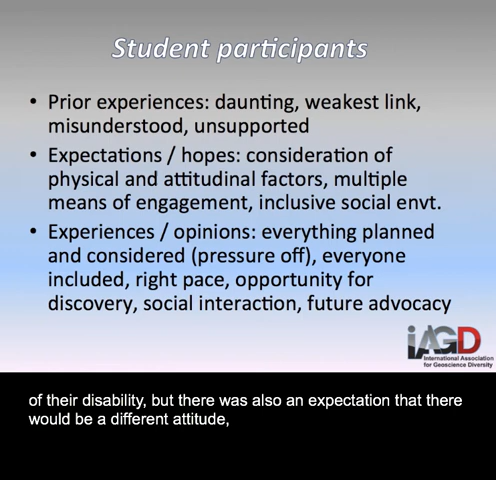 Student participants
• Prior experiences: daunting, weakest link,
misunderstood, unsupported
• Expectations / hopes: consideration of
physical and attitudinal factors, multiple
means of engagement, inclusive social envt.
• Experiences / opinions: everything planned
and considered (pressure off), everyone
included, right pace, opportunity for
discovery, social interaction, future advocacy
iAGD
International Association
for Geoscience Diversity
of their disability, but there was also an expectation that there
would be a different attitude,